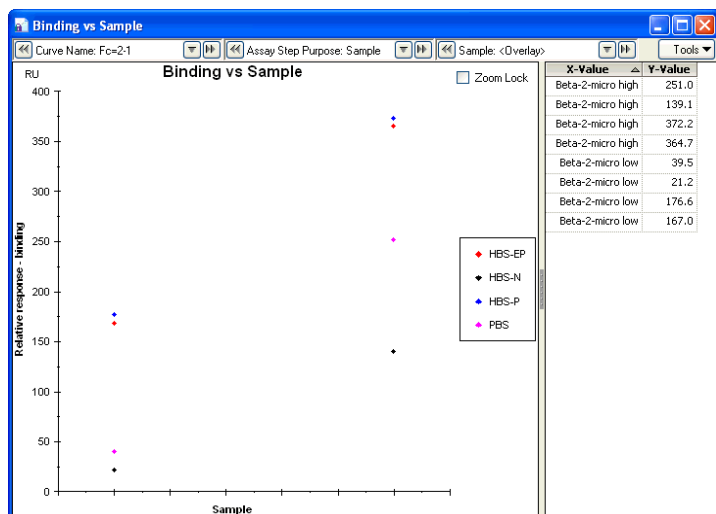 Binding vs Sample
Curve Name: Fc=2-1 Assay Step Purpose: Sample Sample: <Overlay> Tools
RU
Binding vs Sample
Zoom Lock
400
350
300
250
200
150
100
50
0
Relative response - binding
Sample
HBS-EP
HBS-N
HBS-P
PBS
X-Value Y-Value
Beta-2-micro high 251.0
Beta-2-micro high 139.1
Beta-2-micro high 372.2
Beta-2-micro high 364.7
Beta-2-micro low 39.5
Beta-2-micro low 21.2
Beta-2-micro low 176.6
Beta-2-micro low 167.0